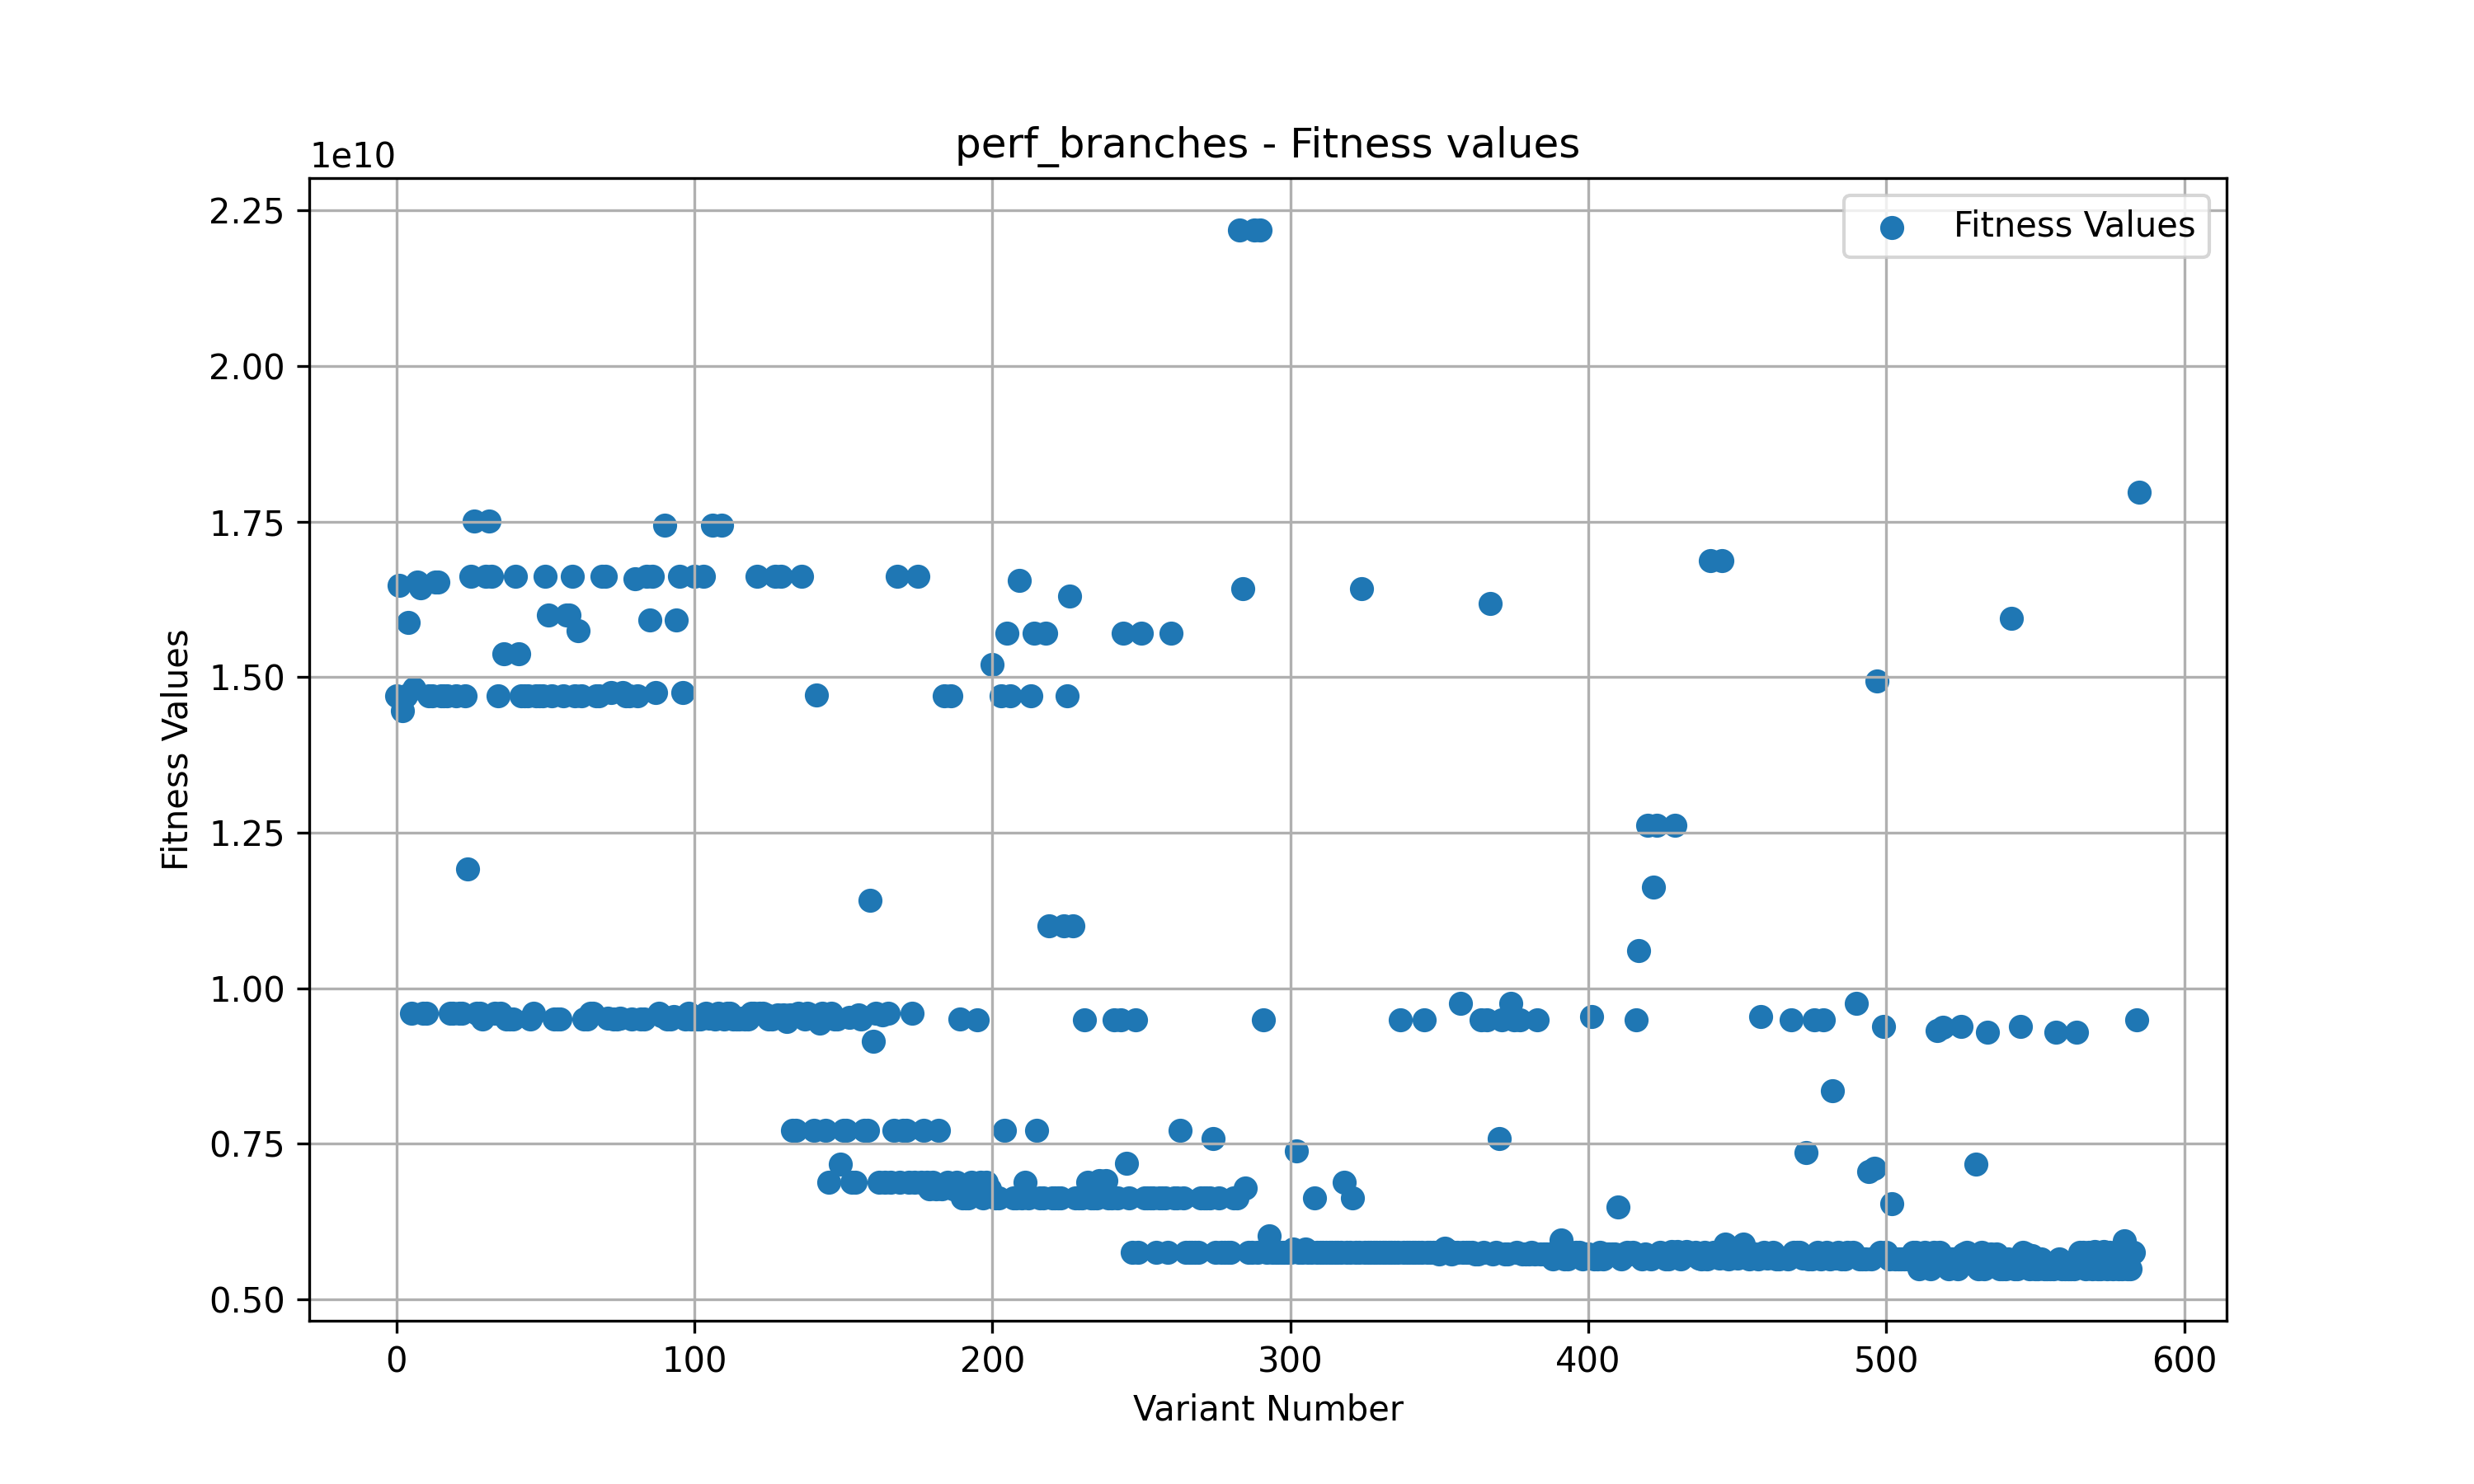 perf_branches - Fitness values
1e10
Fitness Values
2.25
2.00
1.75
1.50
1.25
1.00
0.75
0.50
Fitness Values
0 100 200 300 400 500 600
Variant Number